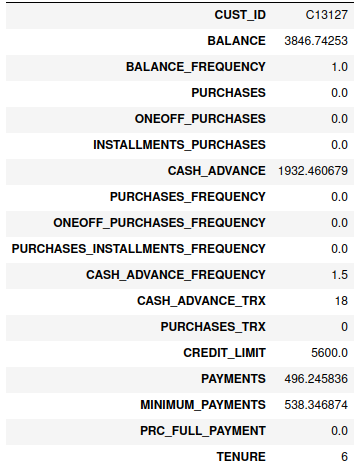 CUST_ID C13127
BALANCE 3846.74253
BALANCE_FREQUENCY 1.0
PURCHASES 0.0
ONEOFF_PURCHASES 0.0
INSTALLMENTS_PURCHASES 0.0
CASH_ADVANCE 1932.460679
PURCHASES_FREQUENCY 0.0
ONEOFF_PURCHASES_FREQUENCY 0.0
PURCHASES_INSTALLMENTS_FREQUENCY 0.0
CASH_ADVANCE_FREQUENCY 1.5
CASH_ADVANCE_TRX 18
PURCHASES_TRX 0
CREDIT_LIMIT 5600.0
PAYMENTS 496.245836
MINIMUM_PAYMENTS 538.346874
PRC_FULL_PAYMENT 0.0
TENURE 6